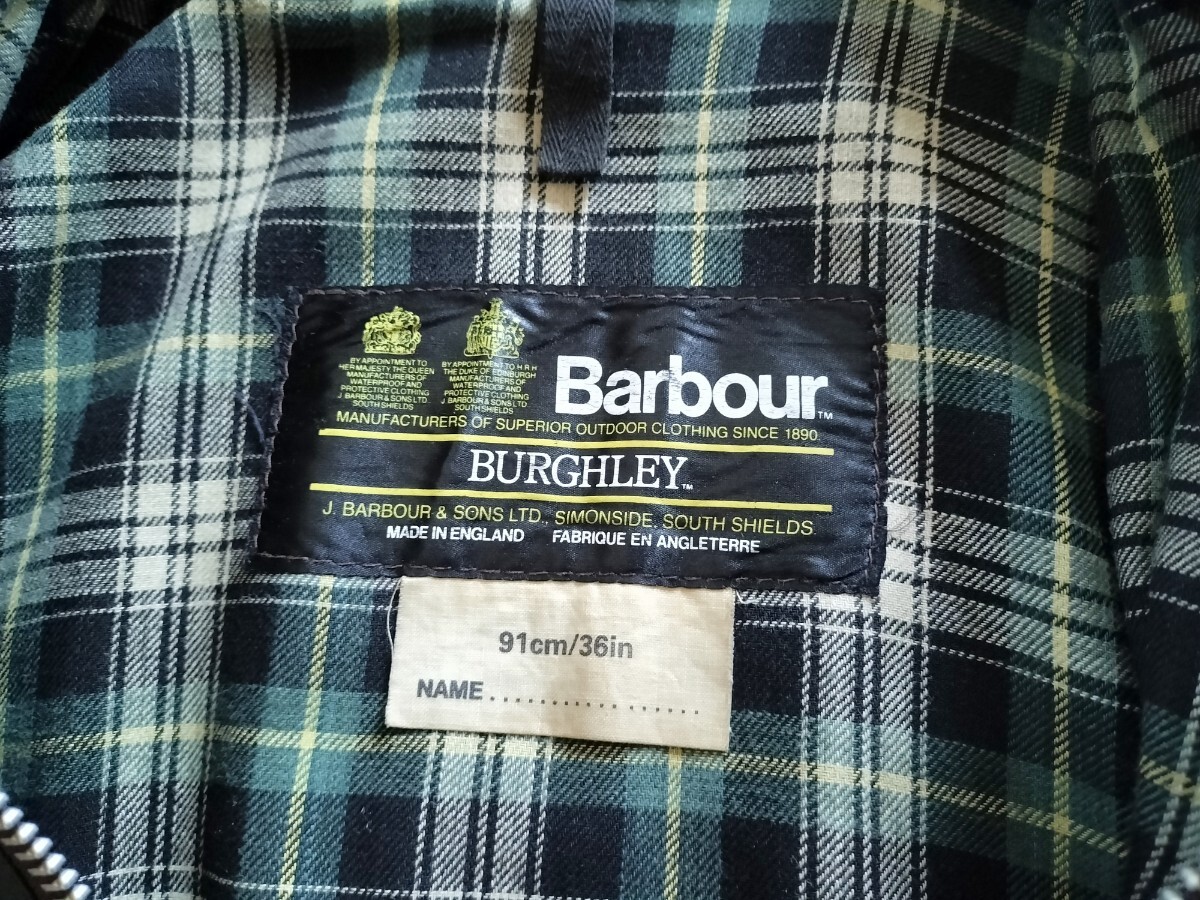 BY APPOINTMENT TO
HER MAJESTY THE QUEEN
MANUFACTURERS OF
WATERPROOF AND
PROTECTIVE CLOTHING
J BARBOUR & SONS LTD.
SOUTH SHIELDS
BY APPOINTMENT TO H R H
THE DUKE OF EDINBURGH
MANUFACTURERS OF
WATERPROOF AND
PROTECTIVE CLOTHING
J BARBOUR & SONS LTD.
SOUTH SHIELDS
Barbour™
MANUFACTURERS OF SUPERIOR OUTDOOR CLOTHING SINCE 1890.
BURGHLEY™
J. BARBOUR & SONS LTD., SIMONSIDE, SOUTH SHIELDS
MADE IN ENGLAND FABRIQUE EN ANGLETERRE
91cm/36in
NAME.................